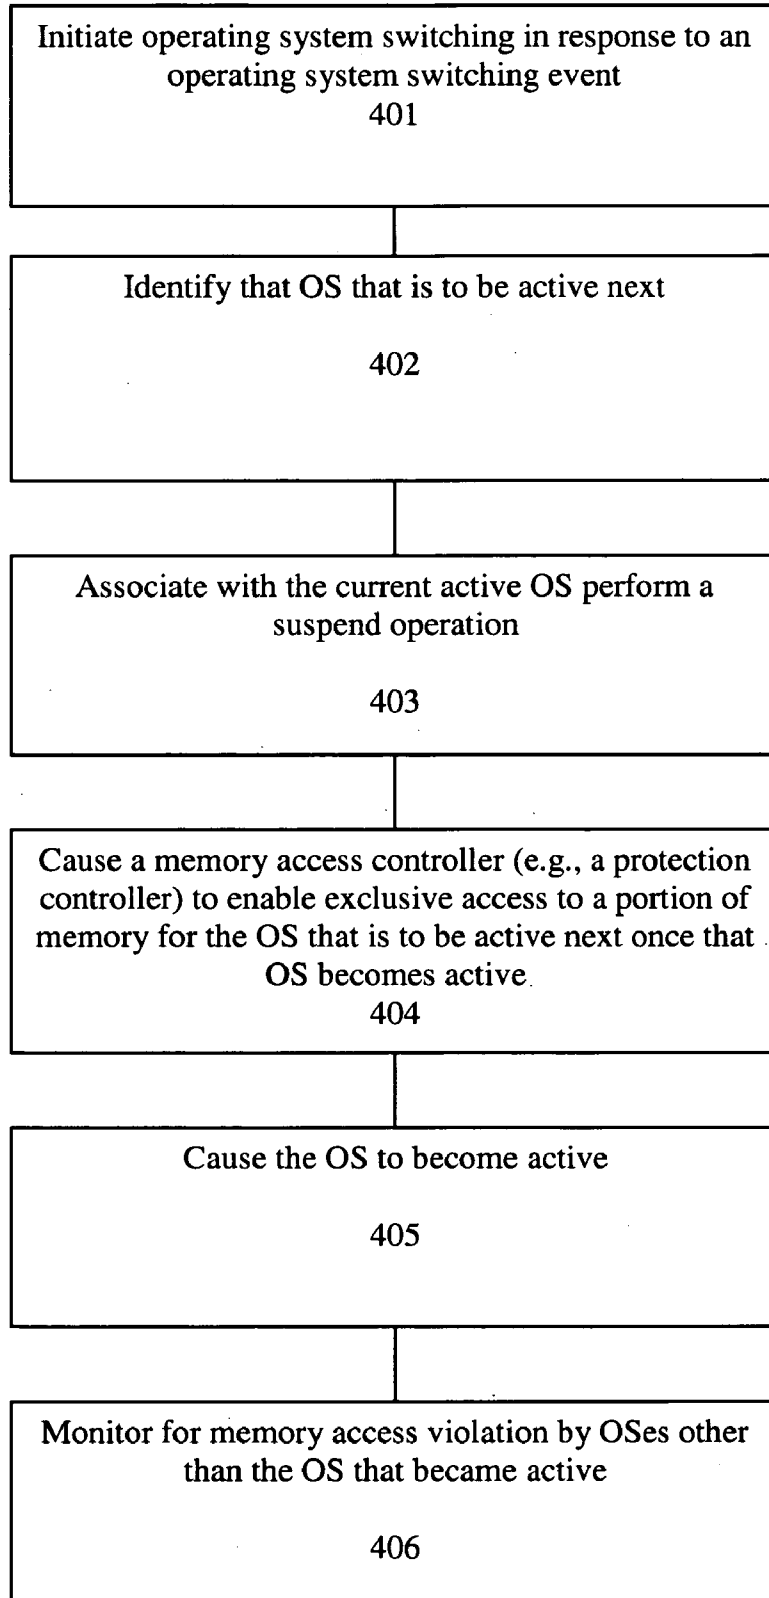 Initiate operating system switching in response to an
operating system switching event
401
Identify that OS that is to be active next
402
Associate with the current active OS perform a
suspend operation
403
Cause a memory access controller (e.g., a protection
controller) to enable exclusive access to a portion of
memory for the OS that is to be active next once that
OS becomes active
404
Cause the OS to become active
405
Monitor for memory access violation by OSes other
than the OS that became active
406